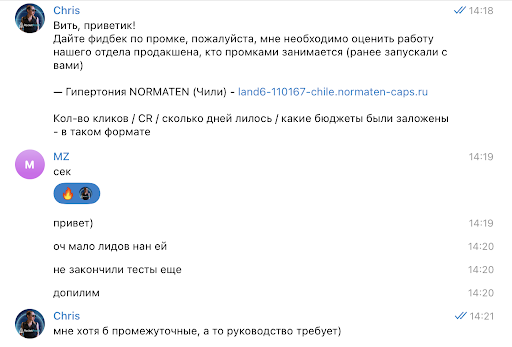 Chris
14:18
Вить, приветик!
Дайте фидбек по промке, пожалуйста, мне необходимо оценить работу
нашего отдела продакшена, кто промками занимается (ранее запускали с
вами)
— Гипертония NORMATEN (Чили) - land6-110167-chile.normaten-caps.ru
Кол-во кликов / CR / сколько дней лилось / какие бюджеты были заложены
- в таком формате
M
MZ
14:19
сек
🔥
привет)
14:19
оч мало лидов нан ей
14:20
не закончили тесты еще
14:20
допилим
14:20
Chris
14:21
мне хотя б промежуточные, а то руководство требует)